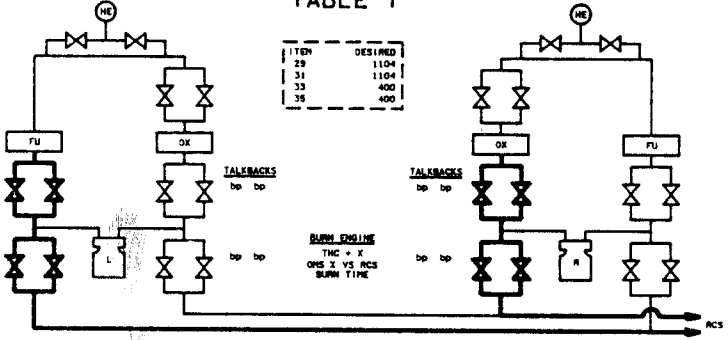 TABLE 1
HE
HE
ITEM DESIRED
29 1104
31 1104
33 400
35 400
FU
OX
OX
FU
TALKBACKS
bp bp
TALKBACKS
bp bp
L
BURN ENGINE
THC + X
OMS % VS RCS
BURN TIME
bp bp
bp bp
R
RCS